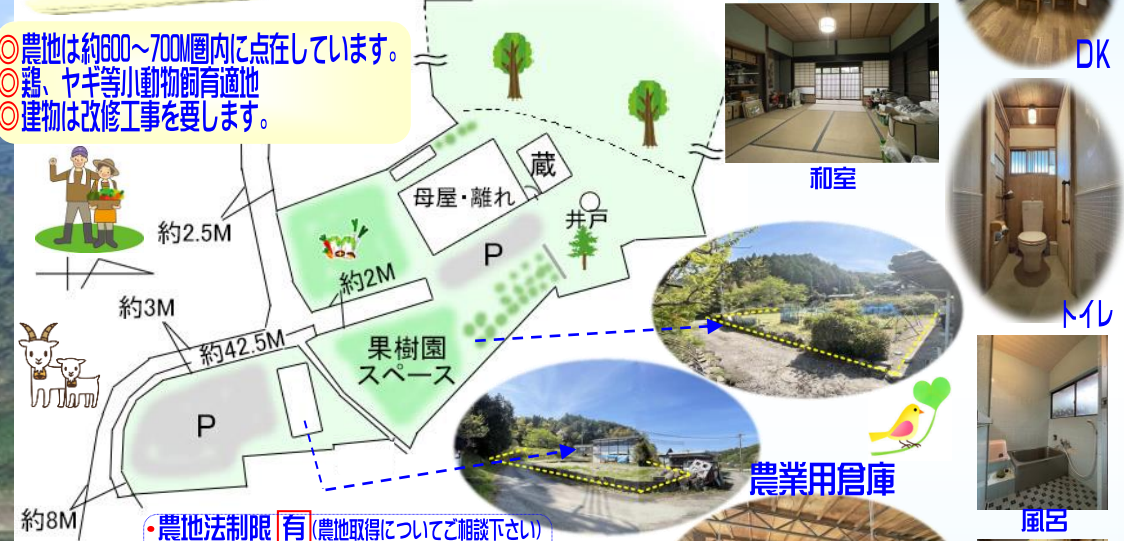 ◎農地は約600～700M圏内に点在しています。
◎鶏、ヤギ等小動物飼育適地
◎建物は改修工事を要します。
DK
和室
蔵
母屋・離れ
井戸
約2.5M
P
約2M
約3M
約42.5M
果樹園
スペース
トイレ
P
農業用倉庫
約8M
・農地法制限 有 (農地取得についてご相談下さい)
風呂